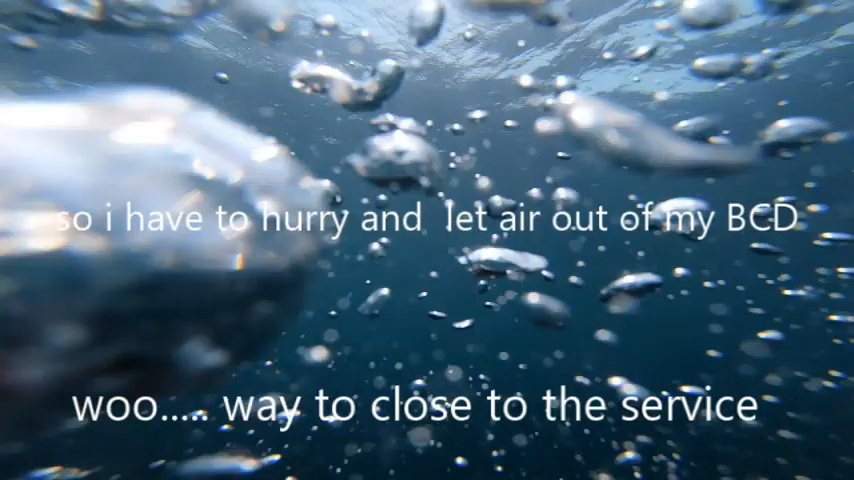 so i have to hurry and  let air out of my BCD
woo..... way to close to the service